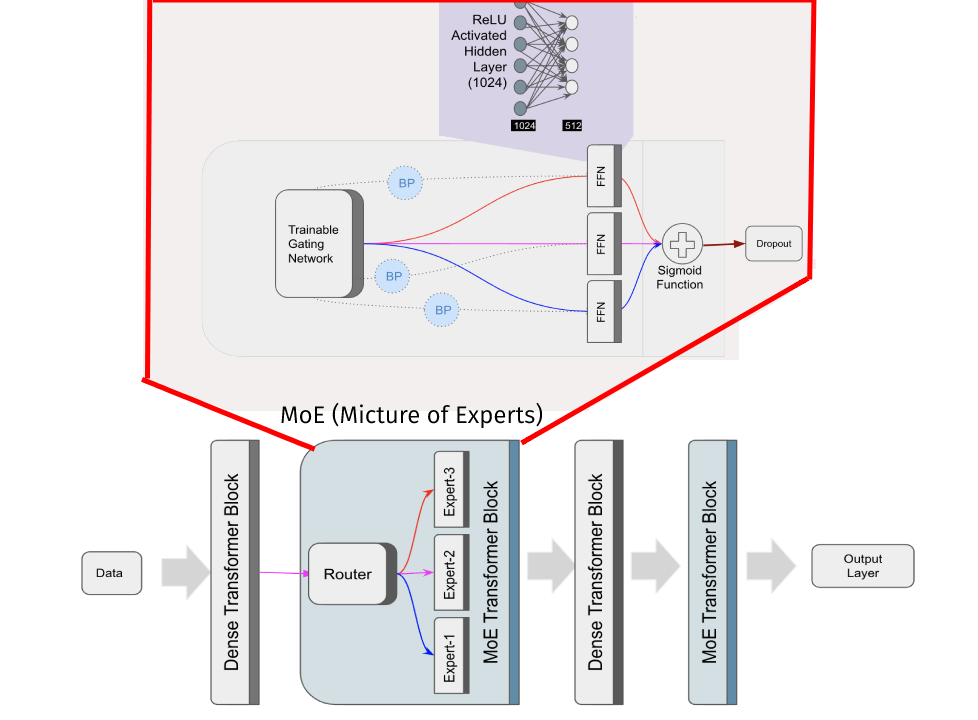 ReLU
Activated
Hidden
Layer
(1024)
1024
512
BP
FFN
Trainable
Gating
Network
FFN
BP
BP
FFN
Sigmoid
Function
Dropout
MoE (Micture of Experts)
Data
Dense Transformer Block
Router
Expert-3
Expert-2
Expert-1
MoE Transformer Block
Dense Transformer Block
MoE Transformer Block
Output
Layer